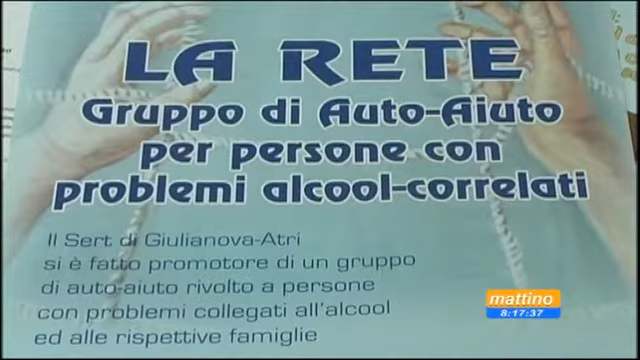 LA RETE
Gruppo di Auto-Aiuto
per persone con
problemi alcool-correlati
Il Sert di Giulianova-Atri
si è fatto promotore di un gruppo
di auto-aiuto rivolto a persone
con problemi collegati all'alcool
ed alle rispettive famiglie
mattino
8:17:37